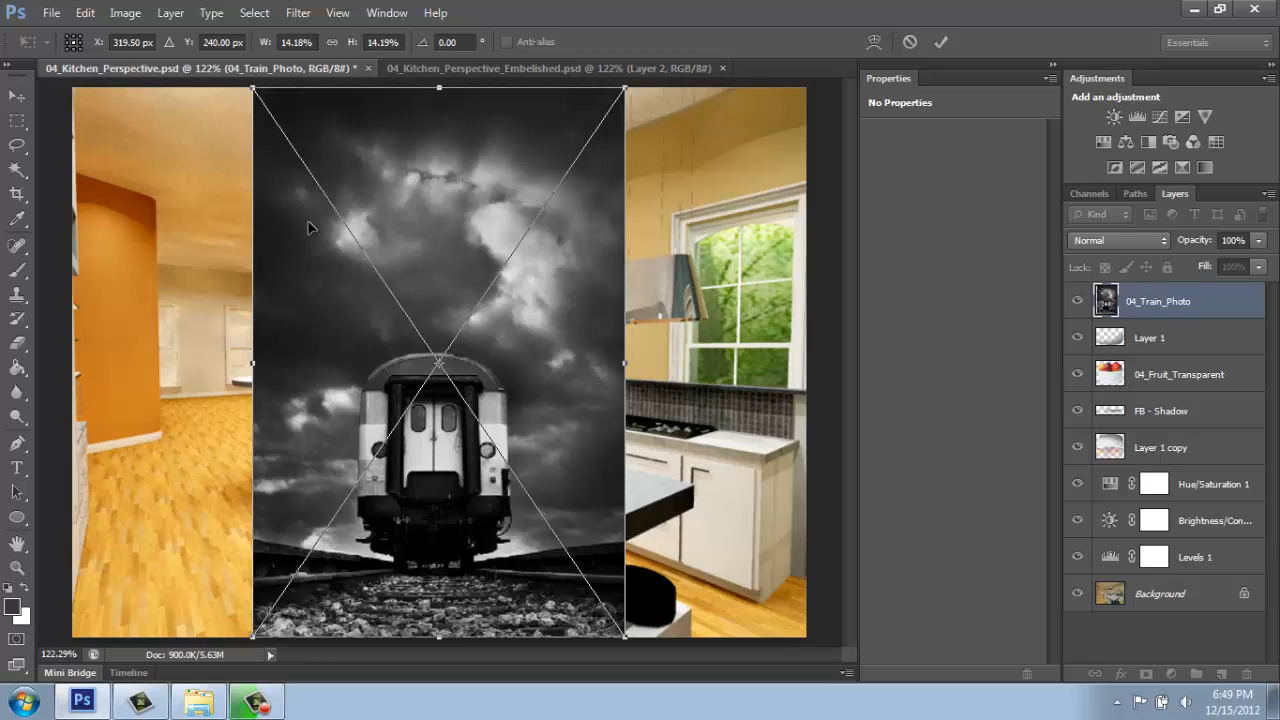 Ps File Edit Image Layer Type Select Filter View Window Help
X: 319.50 px Y: 240.00 px W: 14.18% H: 14.19% 0.00 ° Anti-alias Essentials
04_Kitchen_Perspective.psd @ 122% (04_Train_Photo, RGB/8#) * × 04_Kitchen_Perspective_Embelished.psd @ 122% (Layer 2, RGB/8#) ×
Properties
No Properties
Adjustments
Add an adjustment
Channels Paths Layers
Kind
Normal Opacity: 100%
Lock: Fill: 100%
04_Train_Photo
Layer 1
04_Fruit_Transparent
FB - Shadow
Layer 1 copy
Hue/Saturation 1
Brightness/Con...
Levels 1
Background
122.29% Doc: 900.0K/5.63M
Mini Bridge Timeline
Ps
6:49 PM
12/15/2012